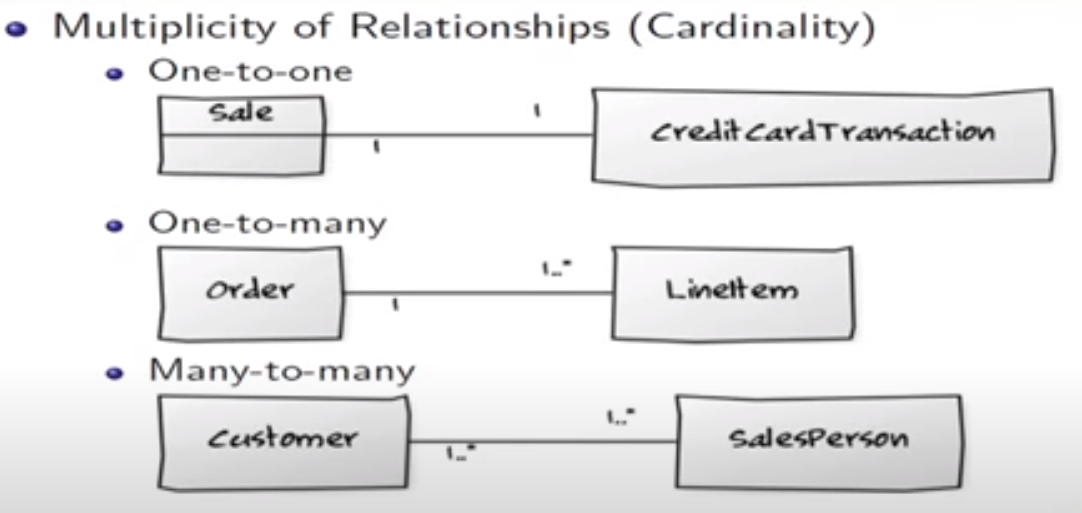 Multiplicity of Relationships (Cardinality)
One-to-one
Sale
1
1
CreditCardTransaction
One-to-many
Order
1
1..*
LineItem
Many-to-many
Customer
1..*
1..*
SalesPerson